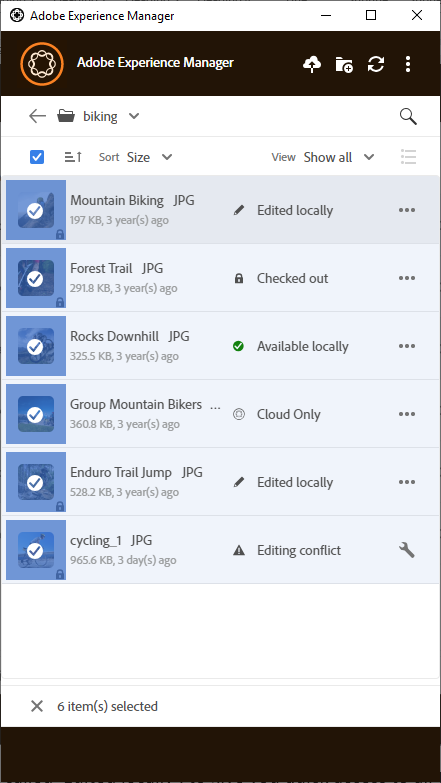 Adobe Experience Manager
Adobe Experience Manager
biking
Sort Size View Show all
Mountain Biking JPG
197 KB, 3 year(s) ago
Edited locally
Forest Trail JPG
291.8 KB, 3 year(s) ago
Checked out
Rocks Downhill JPG
325.5 KB, 3 year(s) ago
Available locally
Group Mountain Bikers ...
360.8 KB, 3 year(s) ago
Cloud Only
Enduro Trail Jump JPG
528.2 KB, 3 year(s) ago
Edited locally
cycling_1 JPG
965.6 KB, 3 day(s) ago
Editing conflict
6 item(s) selected